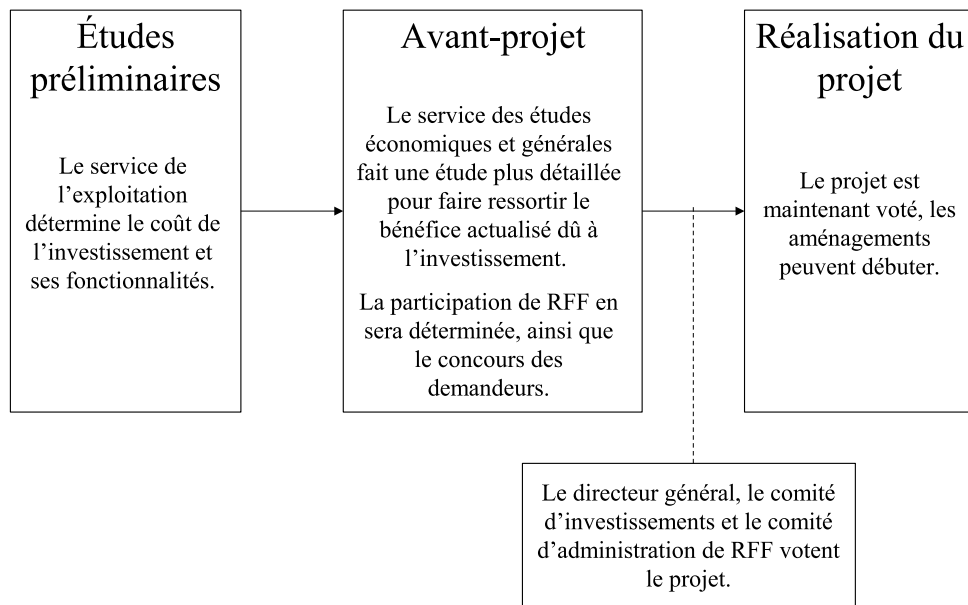 Études
préliminaires
Le service de
l’exploitation
détermine le coût de
l’investissement et
ses fonctionnalités.
Avant-projet
Le service des études
économiques et générales
fait une étude plus détaillée
pour faire ressortir le
bénéfice actualisé dû à
l’investissement.
La participation de RFF en
sera déterminée, ainsi que
le concours des
demandeurs.
Réalisation du
projet
Le projet est
maintenant voté, les
aménagements
peuvent débuter.
Le directeur général, le comité
d’investissements et le comité
d’administration de RFF votent
le projet.